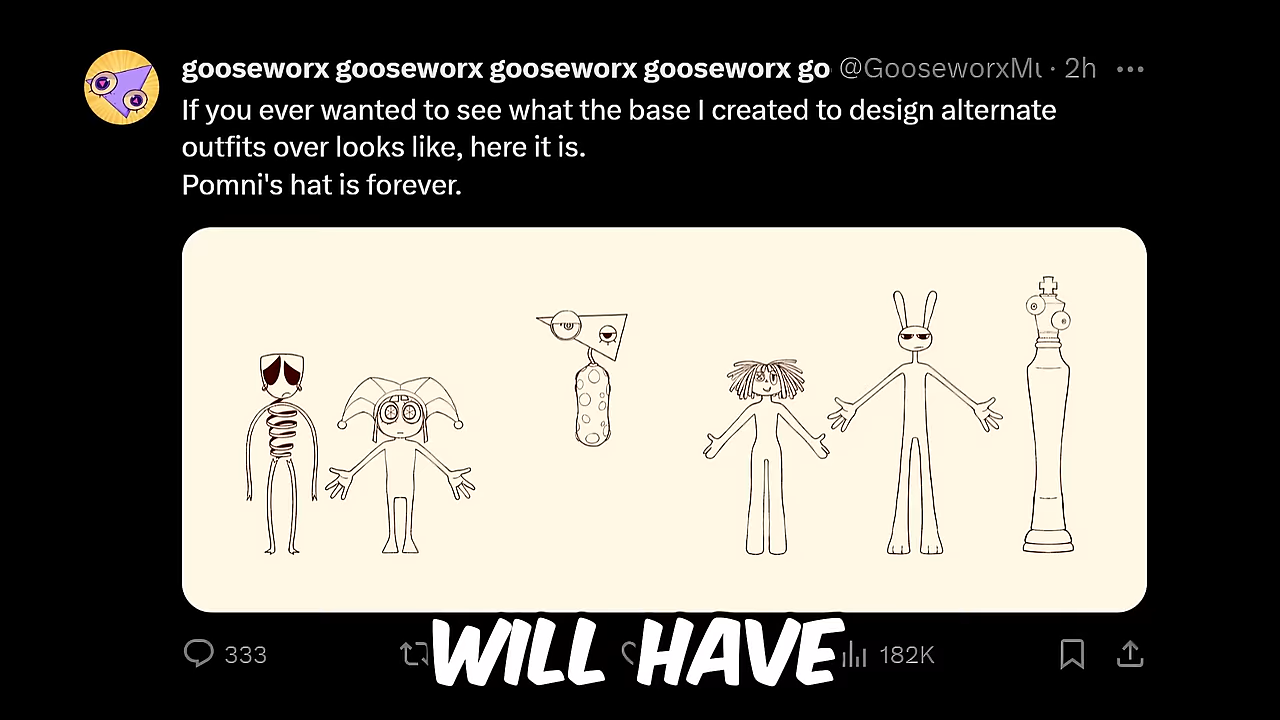 gooseworx gooseworx gooseworx gooseworx go @GooseworxMu · 2h
If you ever wanted to see what the base I created to design alternate
outfits over looks like, here it is.
Pomni's hat is forever.
333 182K
WILL HAVE